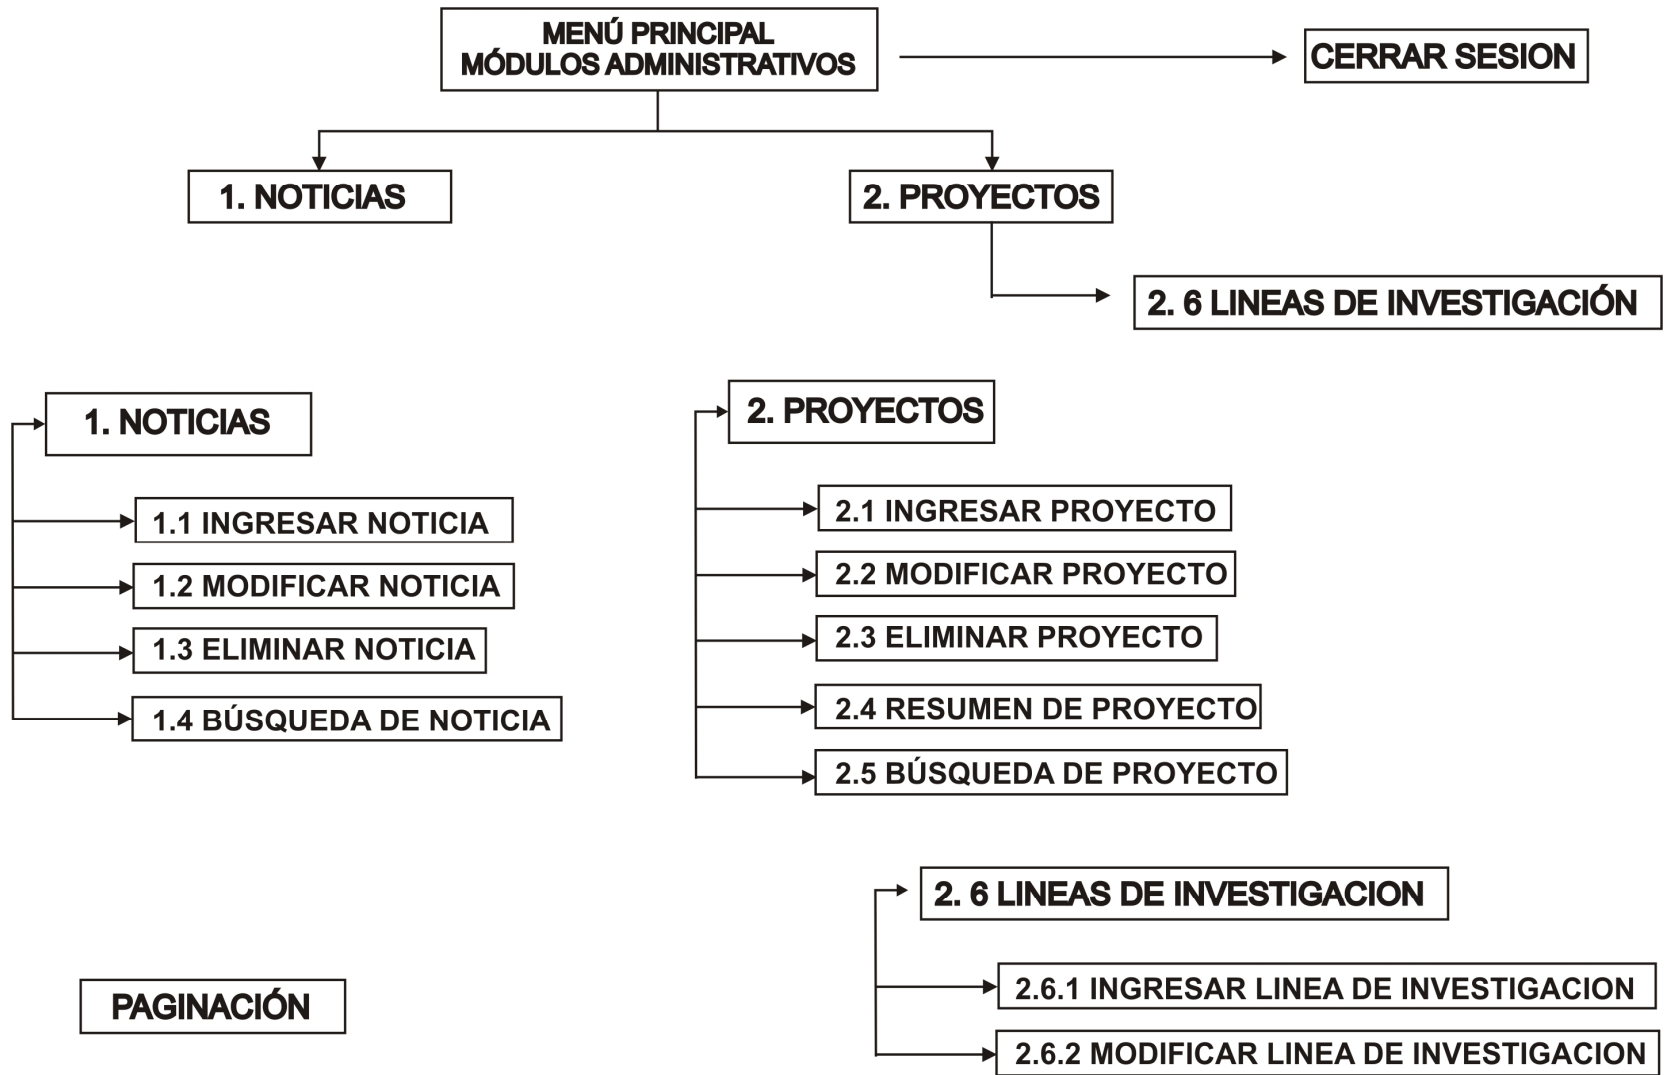 MENÚ PRINCIPAL
MÓDULOS ADMINISTRATIVOS
CERRAR SESION
1. NOTICIAS
2. PROYECTOS
2. 6 LINEAS DE INVESTIGACIÓN
1. NOTICIAS
1.1 INGRESAR NOTICIA
1.2 MODIFICAR NOTICIA
1.3 ELIMINAR NOTICIA
1.4 BÚSQUEDA DE NOTICIA
2. PROYECTOS
2.1 INGRESAR PROYECTO
2.2 MODIFICAR PROYECTO
2.3 ELIMINAR PROYECTO
2.4 RESUMEN DE PROYECTO
2.5 BÚSQUEDA DE PROYECTO
2. 6 LINEAS DE INVESTIGACION
2.6.1 INGRESAR LINEA DE INVESTIGACION
2.6.2 MODIFICAR LINEA DE INVESTIGACION
PAGINACIÓN